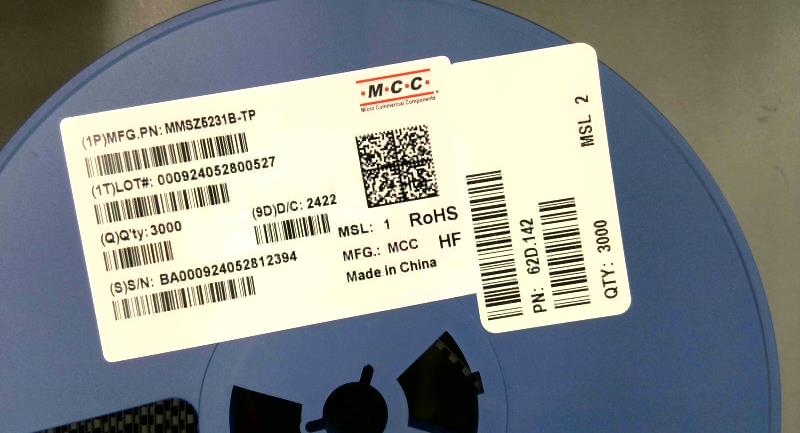 M·C·C
Micro Commercial Components
(1P)MFG.PN: MMSZ5231B-TP
(1T)LOT#: 000924052800527
(Q)Q'ty: 3000
(9D)D/C: 2422
MSL: 1 RoHS
MFG.: MCC HF
Made in China
(S)S/N: BA000924052812394
MSL 2
PN: 62D.142
QTY: 3000